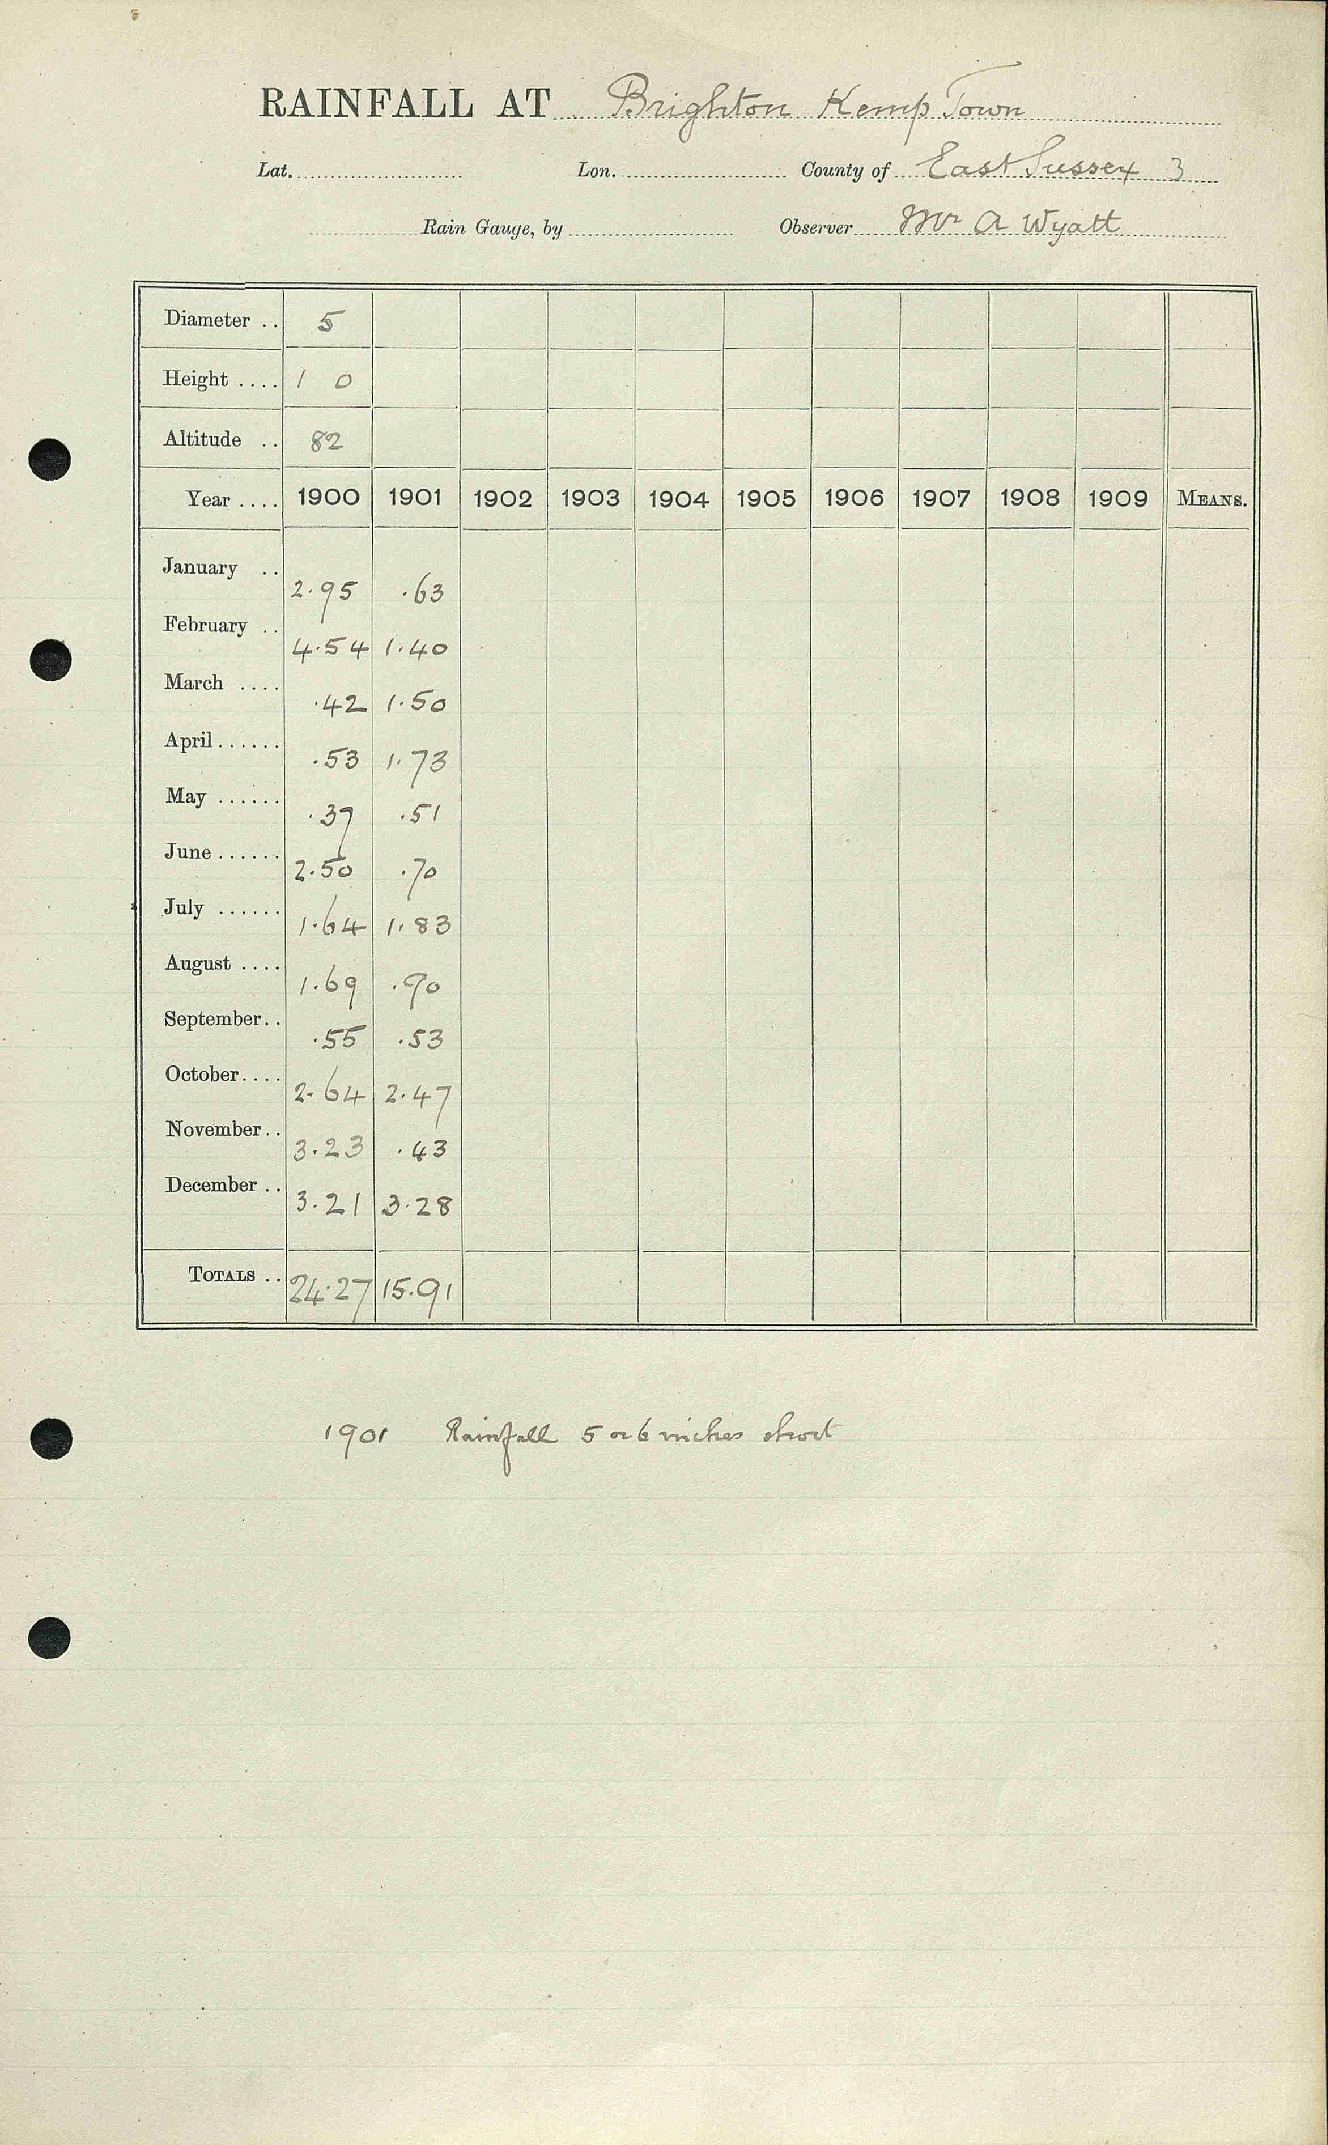 RAINFALL AT Brighton Kemp Town
Lat. Lon. County of East Sussex 3
Rain Gauge, by Observer Mr A Wyatt
Diameter .. 5
Height .... 1 0
Altitude .. 82
Year .... 1900 1901 1902 1903 1904 1905 1906 1907 1908 1909 MEANS.
January .. 2.95 .63
February .. 4.54 1.40
March .... .42 1.50
April ...... .53 1.73
May ...... .37 .51
June ...... 2.50 .70
July ...... 1.64 1.83
August .... 1.69 .90
September .. .55 .53
October .... 2.64 2.47
November .. 3.23 .43
December .. 3.21 3.28
TOTALS .. 24.27 15.91
1901 Rainfall 5 or 6 inches short